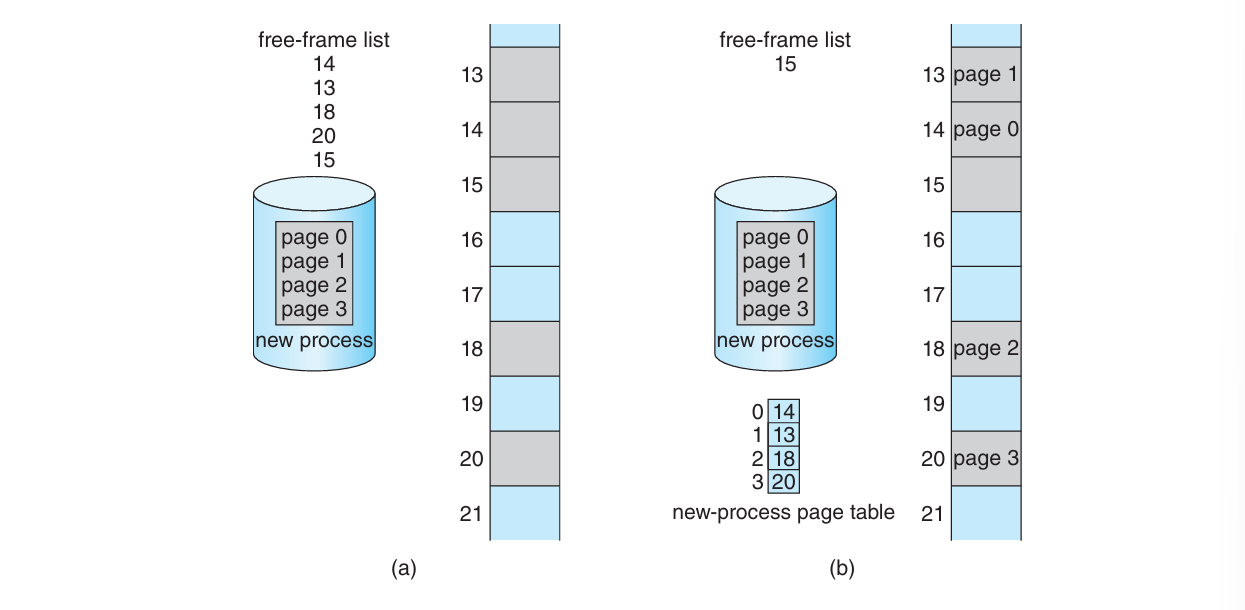 free-frame list
14
13
18
20
15
page 0
page 1
page 2
page 3
new process
13
14
15
16
17
18
19
20
21
(a)
free-frame list
15
page 0
page 1
page 2
page 3
new process
0 14
1 13
2 18
3 20
new-process page table
13 page 1
14 page 0
15
16
17
18 page 2
19
20 page 3
21
(b)